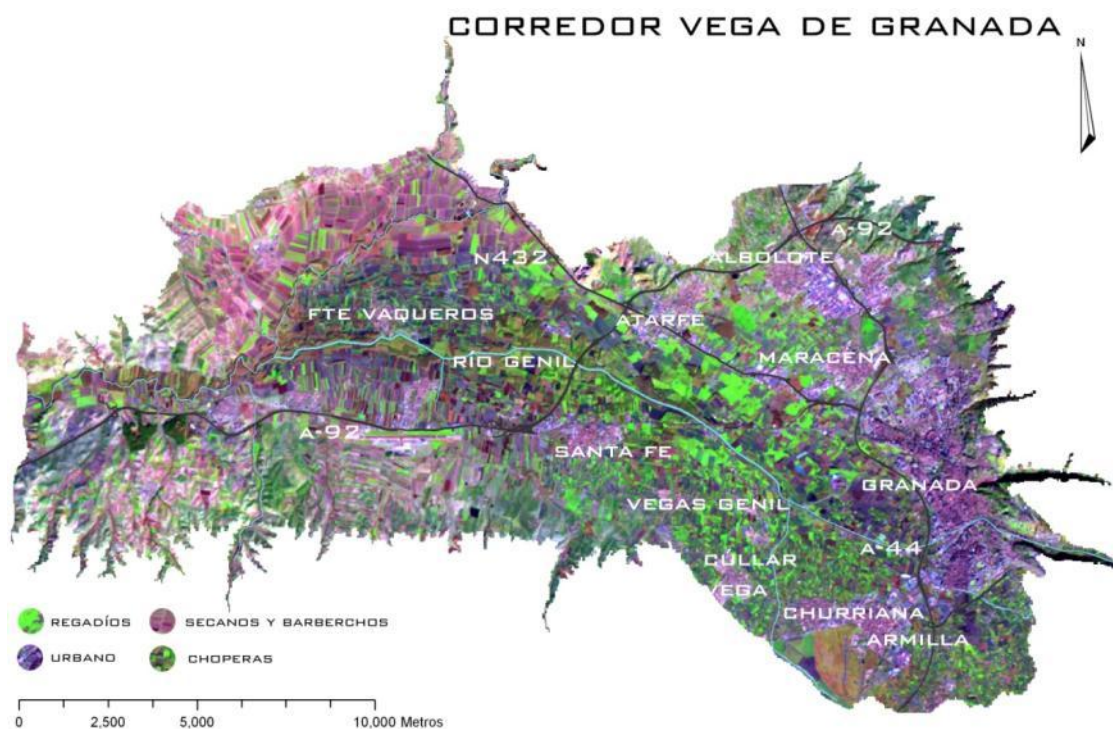 CORREDOR VEGA DE GRANADA
N
A-92
ALBOLOTE
N432
FTE VAQUEROS
ATARFE
RÍO GENIL
MARACENA
A-92
SANTA FE
GRANADA
VEGAS GENIL
A-44
CÚLLAR
VEGA
CHURRIANA
ARMILLA
REGADÍOS
SECANOS Y BARBERCHOS
URBANO
CHOPERAS
0 2,500 5,000 10,000 Metros